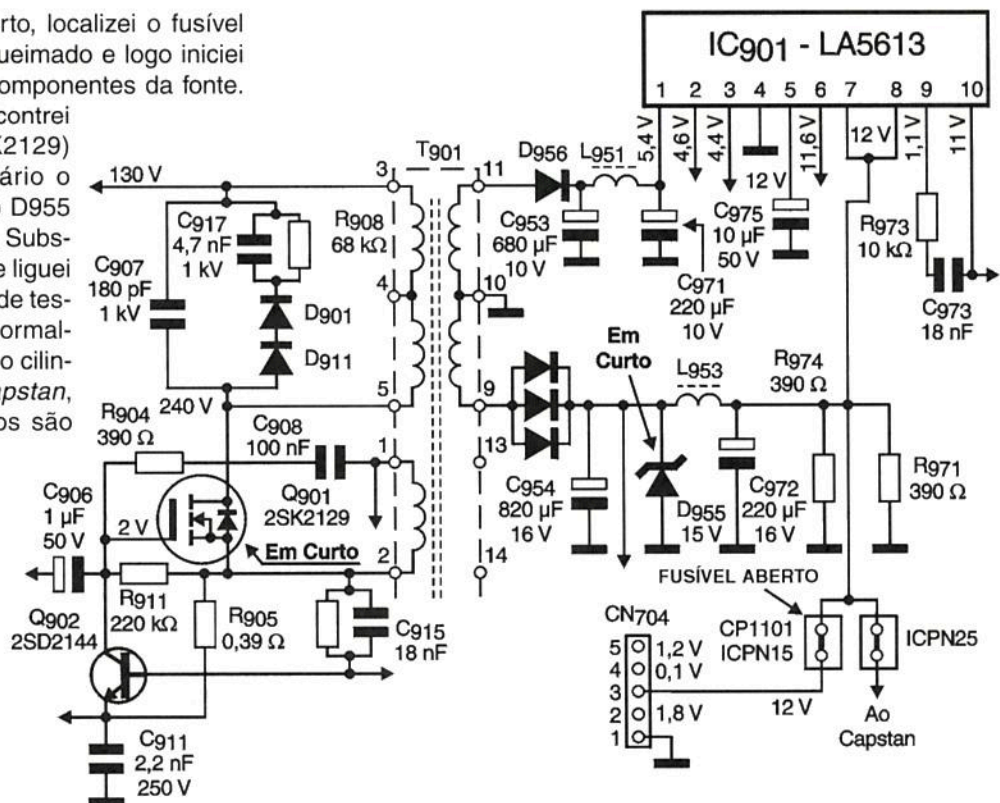 rto, localizei o fusível
ueimado e logo iniciei
omponentes da fonte.
contrei
K2129)
ário o
D955
Subs-
e liguei
de tes-
ormal-
o cilin-
apstan,
os são
IC901 - LA5613
1 2 3 4 5 6 7 8 9 10
5,4 V
4,6 V
4,4 V
12 V
11,6 V
12 V
1,1 V
11 V
130 V
T901
3
11
D956
L951
C917
4,7 nF
1 kV
R908
68 kΩ
C907
180 pF
1 kV
D901
D911
4
10
C953
680 µF
10 V
C971
220 µF
10 V
C975
10 µF
50 V
R973
10 kΩ
C973
18 nF
Em
Curto
L953
R974
390 Ω
5
9
240 V
R904
390 Ω
C908
100 nF
1
13
Q901
2SK2129
C906
1 µF
50 V
2 V
Em Curto
C954
820 µF
16 V
D955
15 V
C972
220 µF
16 V
R971
390 Ω
2
14
R911
220 kΩ
Q902
2SD2144
R905
0,39 Ω
C915
18 nF
FUSÍVEL ABERTO
CN704
CP1101
ICPN15
ICPN25
5 1,2 V
4 0,1 V
3
2 1,8 V
1
12 V
Ao
Capstan
C911
2,2 nF
250 V